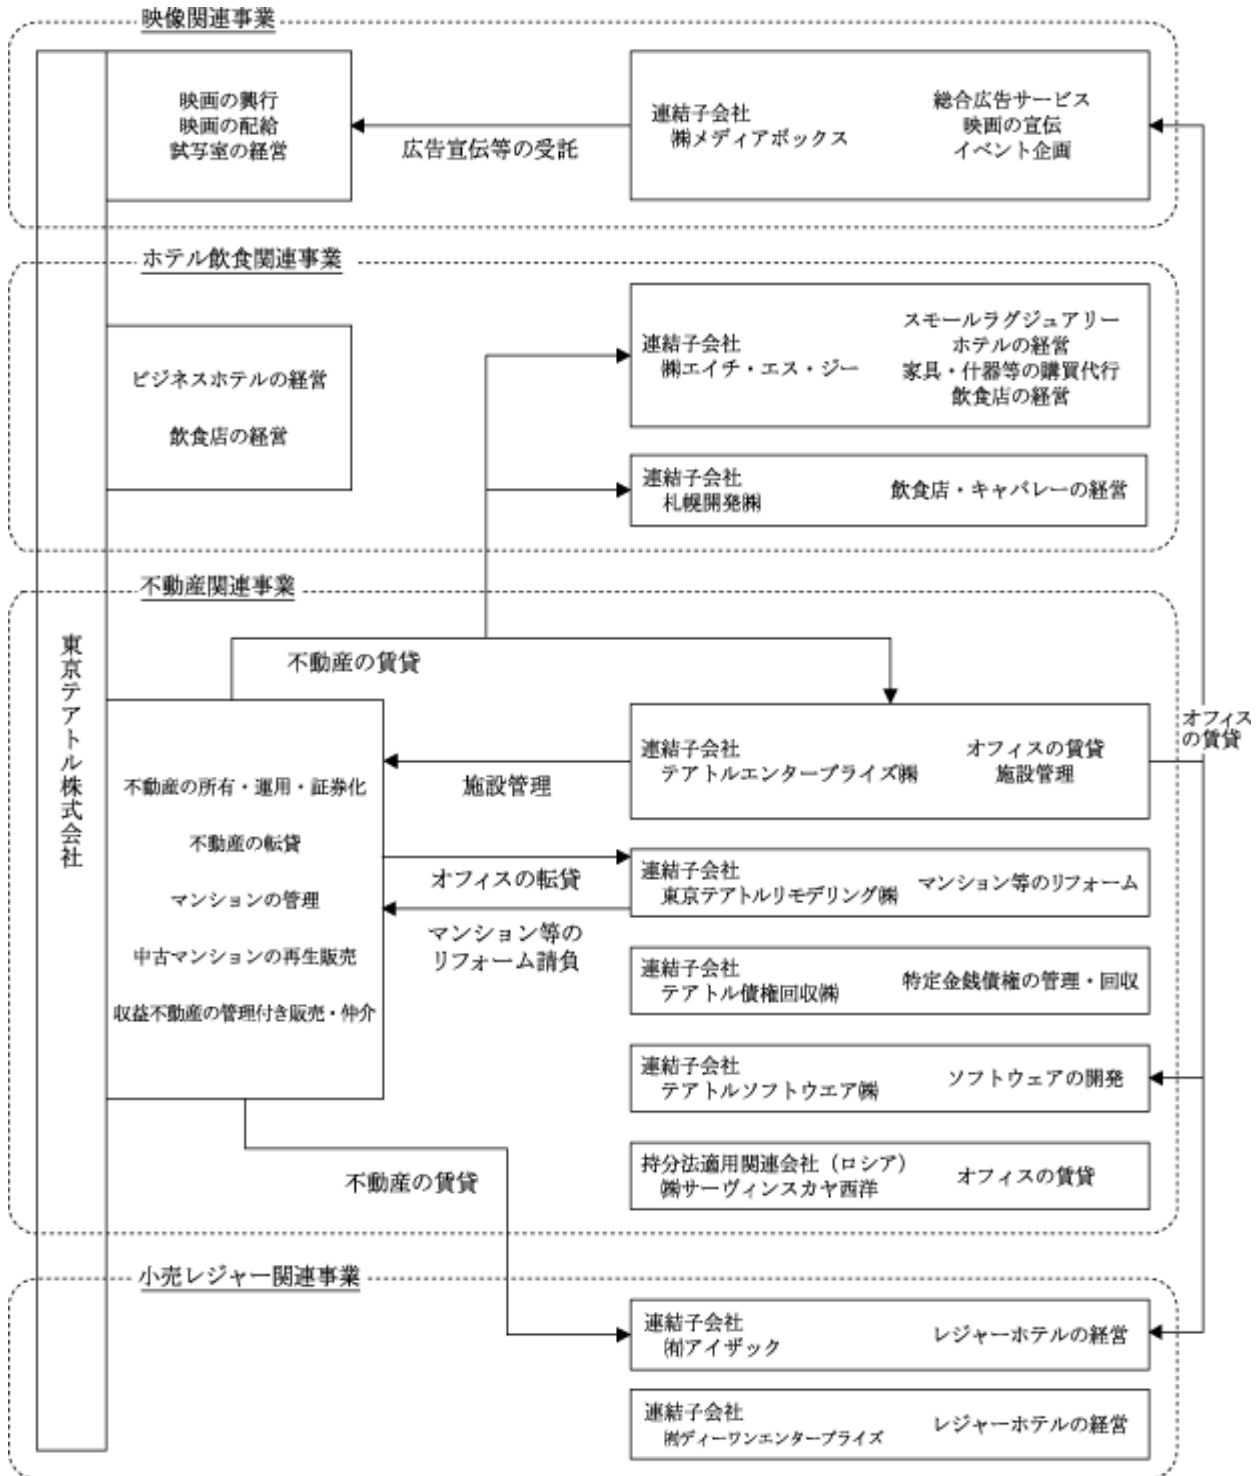 映像関連事業
映画の興行
映画の配給
試写室の経営
広告宣伝等の受託
連結子会社
㈱メディアボックス
総合広告サービス
映画の宣伝
イベント企画
ホテル飲食関連事業
ビジネスホテルの経営
飲食店の経営
連結子会社
㈱エイチ・エス・ジー
スモールラグジュアリー
ホテルの経営
家具・什器等の購買代行
飲食店の経営
連結子会社
札幌開発㈱
飲食店・キャバレーの経営
不動産関連事業
東京テアトル株式会社
不動産の賃貸
不動産の所有・運用・証券化
不動産の転貸
マンションの管理
中古マンションの再生販売
収益不動産の管理付き販売・仲介
施設管理
連結子会社
テアトルエンタープライズ㈱
オフィスの賃貸
施設管理
オフィス
の賃貸
オフィスの転貸
マンション等の
リフォーム請負
連結子会社
東京テアトルリモデリング㈱
マンション等のリフォーム
連結子会社
テアトル債権回収㈱
特定金銭債権の管理・回収
連結子会社
テアトルソフトウエア㈱
ソフトウェアの開発
持分法適用関連会社（ロシア）
㈱サーヴィンスカヤ西洋
オフィスの賃貸
不動産の賃貸
小売レジャー関連事業
連結子会社
㈲アイザック
レジャーホテルの経営
連結子会社
㈲ディーワンエンタープライズ
レジャーホテルの経営